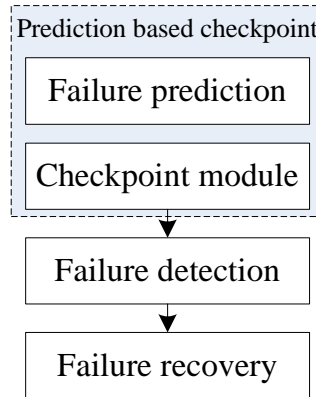 Prediction based checkpoint
Failure prediction
Checkpoint module
Failure detection
Failure recovery